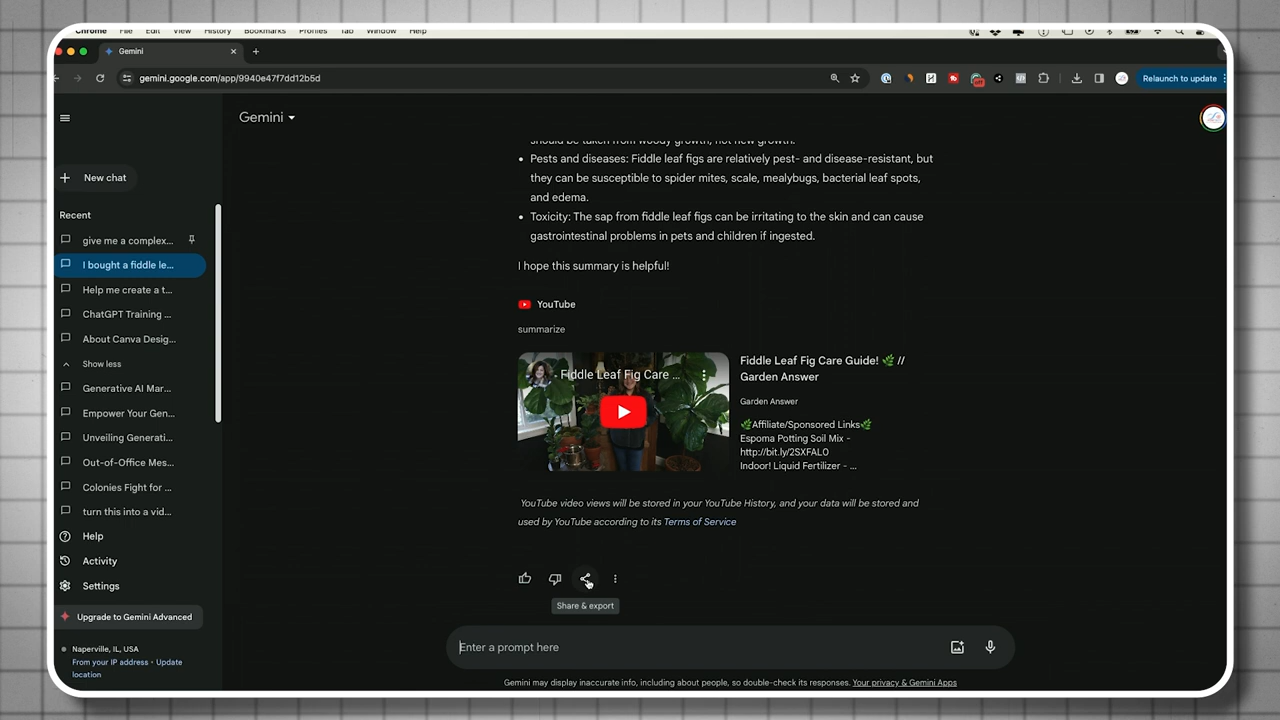 Chrome File Edit View History Bookmarks Profiles Tab Window Help
Gemini
gemini.google.com/app/9940e47f7dd12b5d
Relaunch to update
Gemini
New chat
Recent
give me a complex...
I bought a fiddle le...
Help me create a t...
ChatGPT Training ...
About Canva Desig...
Show less
Generative AI Mar...
Empower Your Gen...
Unveiling Generati...
Out-of-Office Mes...
Colonies Fight for ...
turn this into a vid...
Help
Activity
Settings
Upgrade to Gemini Advanced
Naperville, IL, USA
From your IP address • Update
location
should be taken from woody growth, not new growth.
• Pests and diseases: Fiddle leaf figs are relatively pest- and disease-resistant, but
they can be susceptible to spider mites, scale, mealybugs, bacterial leaf spots,
and edema.
• Toxicity: The sap from fiddle leaf figs can be irritating to the skin and can cause
gastrointestinal problems in pets and children if ingested.
I hope this summary is helpful!
YouTube
summarize
Fiddle Leaf Fig Care ...
Fiddle Leaf Fig Care Guide! 🌿 //
Garden Answer
Garden Answer
🌿Affiliate/Sponsored Links🌿
Espoma Potting Soil Mix -
http://bit.ly/2SXFAL0
Indoor! Liquid Fertilizer - ...
YouTube video views will be stored in your YouTube History, and your data will be stored and
used by YouTube according to its Terms of Service
Share & export
Enter a prompt here
Gemini may display inaccurate info, including about people, so double-check its responses. Your privacy & Gemini Apps